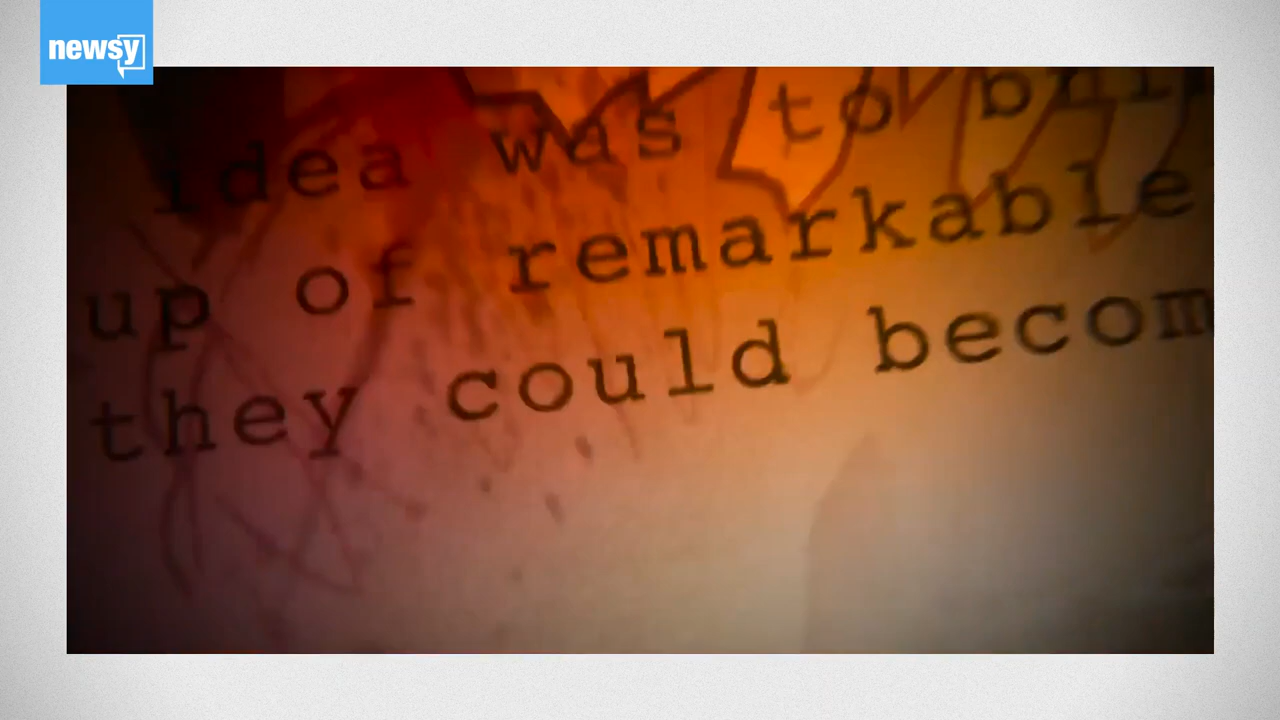 newsy
idea was to
up of remarkable
they could becom